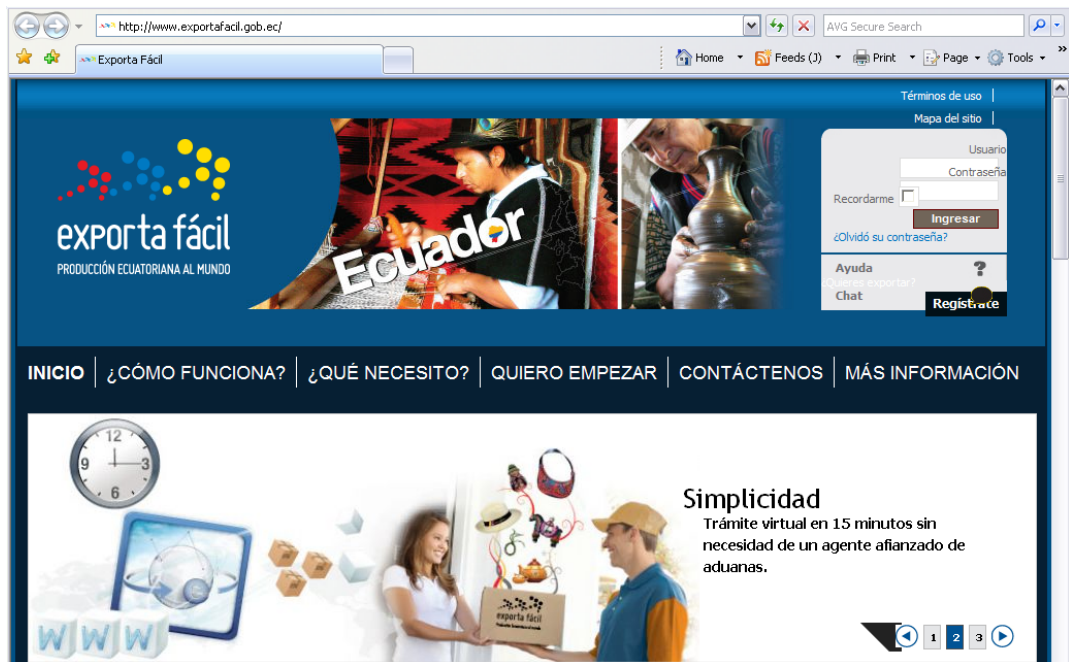 http://www.exportafacil.gob.ec/
AVG Secure Search
Exporta Fácil
Home
Feeds (J)
Print
Page
Tools
»
Términos de uso |
Mapa del sitio |
exporta fácil
PRODUCCIÓN ECUATORIANA AL MUNDO
Ecuador
Usuario
Contraseña
Recordarme
Ingresar
¿Olvidó su contraseña?
Ayuda ?
¿Quieres exportar?
Chat
Regístrate
INICIO | ¿CÓMO FUNCIONA? | ¿QUÉ NECESITO? | QUIERO EMPEZAR | CONTÁCTENOS | MÁS INFORMACIÓN
12
9 3
6
Simplicidad
Trámite virtual en 15 minutos sin
necesidad de un agente afianzado de
aduanas.
exporta fácil
W W W
1 2 3